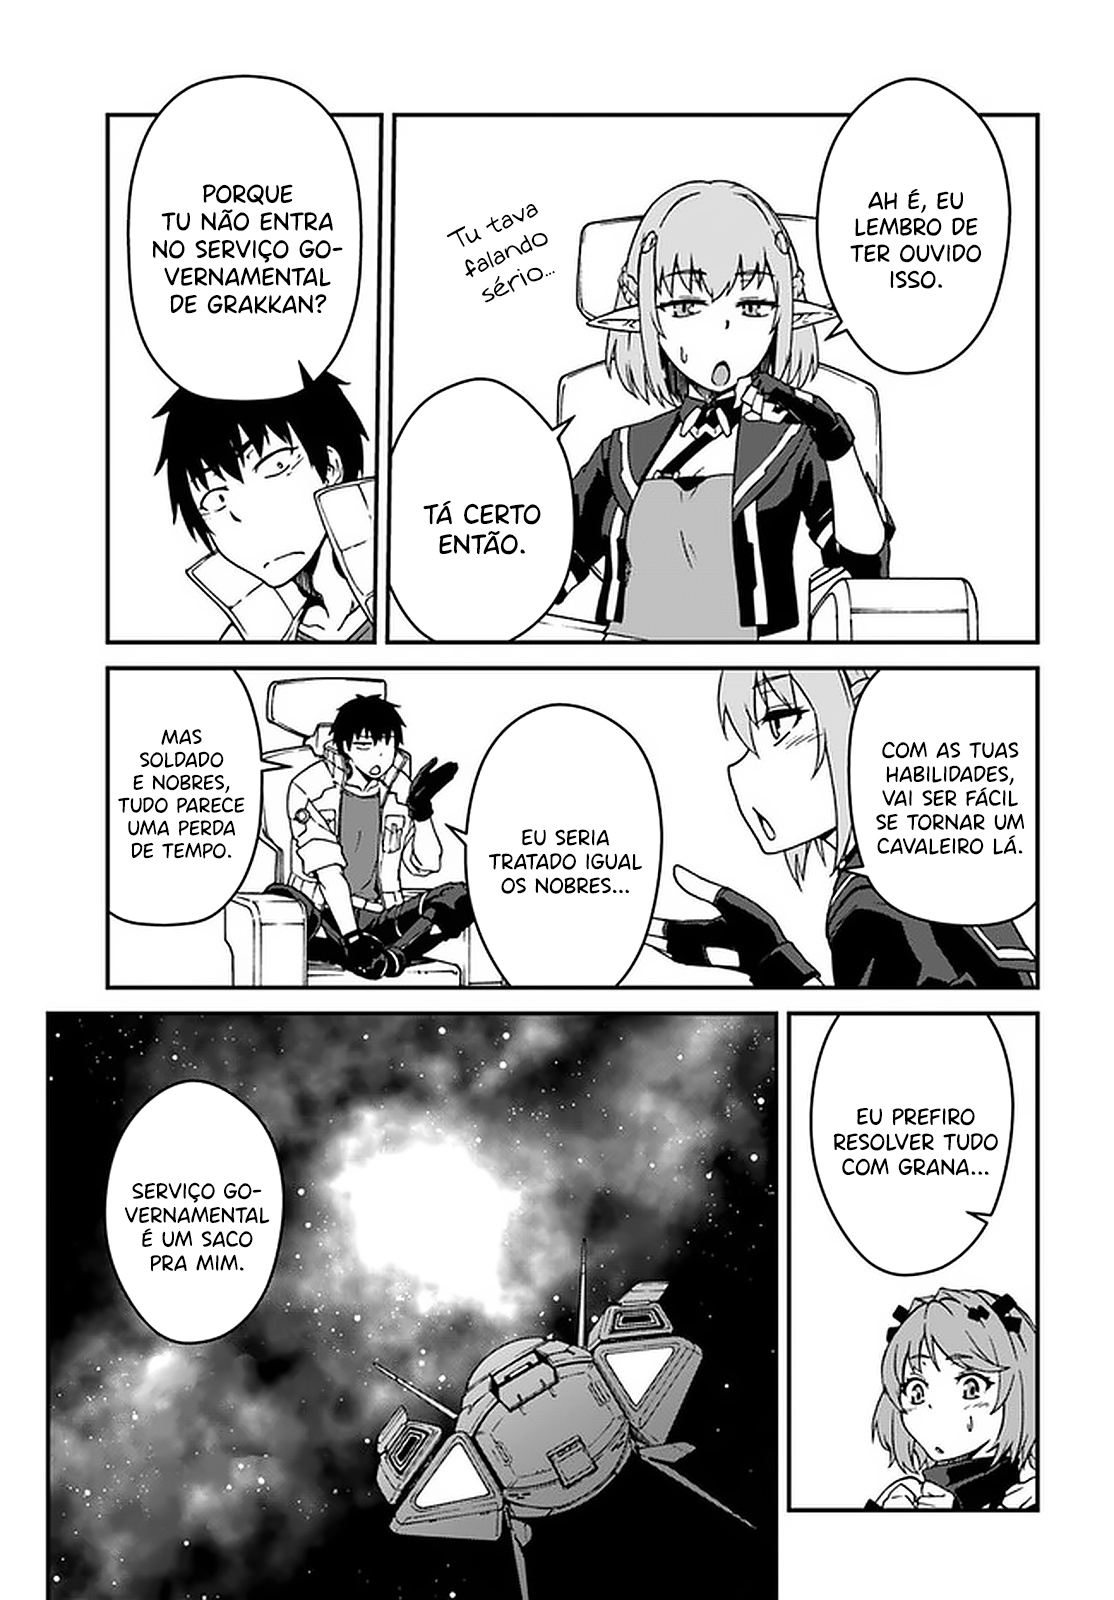 AH É, EU
LEMBRO DE
TER OUVIDO
ISSO.
Tu tava
falando
sério...
TÁ CERTO
ENTÃO.
PORQUE
TU NÃO ENTRA
NO SERVIÇO GO-
VERNAMENTAL
DE GRAKKAN?
COM AS TUAS
HABILIDADES,
VAI SER FÁCIL
SE TORNAR UM
CAVALEIRO LÁ.
EU SERIA
TRATADO IGUAL
OS NOBRES...
MAS
SOLDADO
E NOBRES,
TUDO PARECE
UMA PERDA
DE TEMPO.
EU PREFIRO
RESOLVER TUDO
COM GRANA...
SERVIÇO GO-
VERNAMENTAL
É UM SACO
PRA MIM.